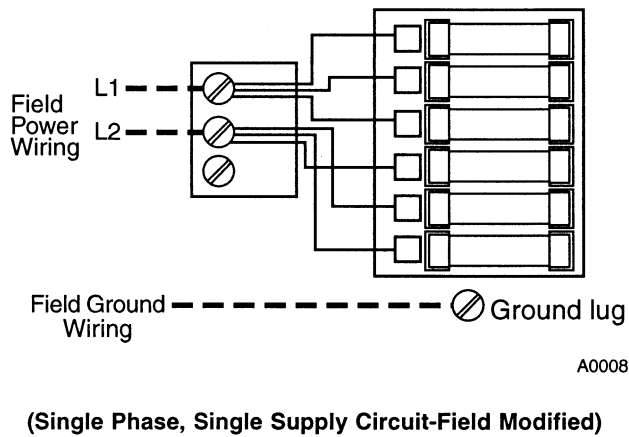 L1
Field
Power
Wiring
L2
Field Ground
Wiring
Ground lug
A0008
(Single Phase, Single Supply Circuit-Field Modified)